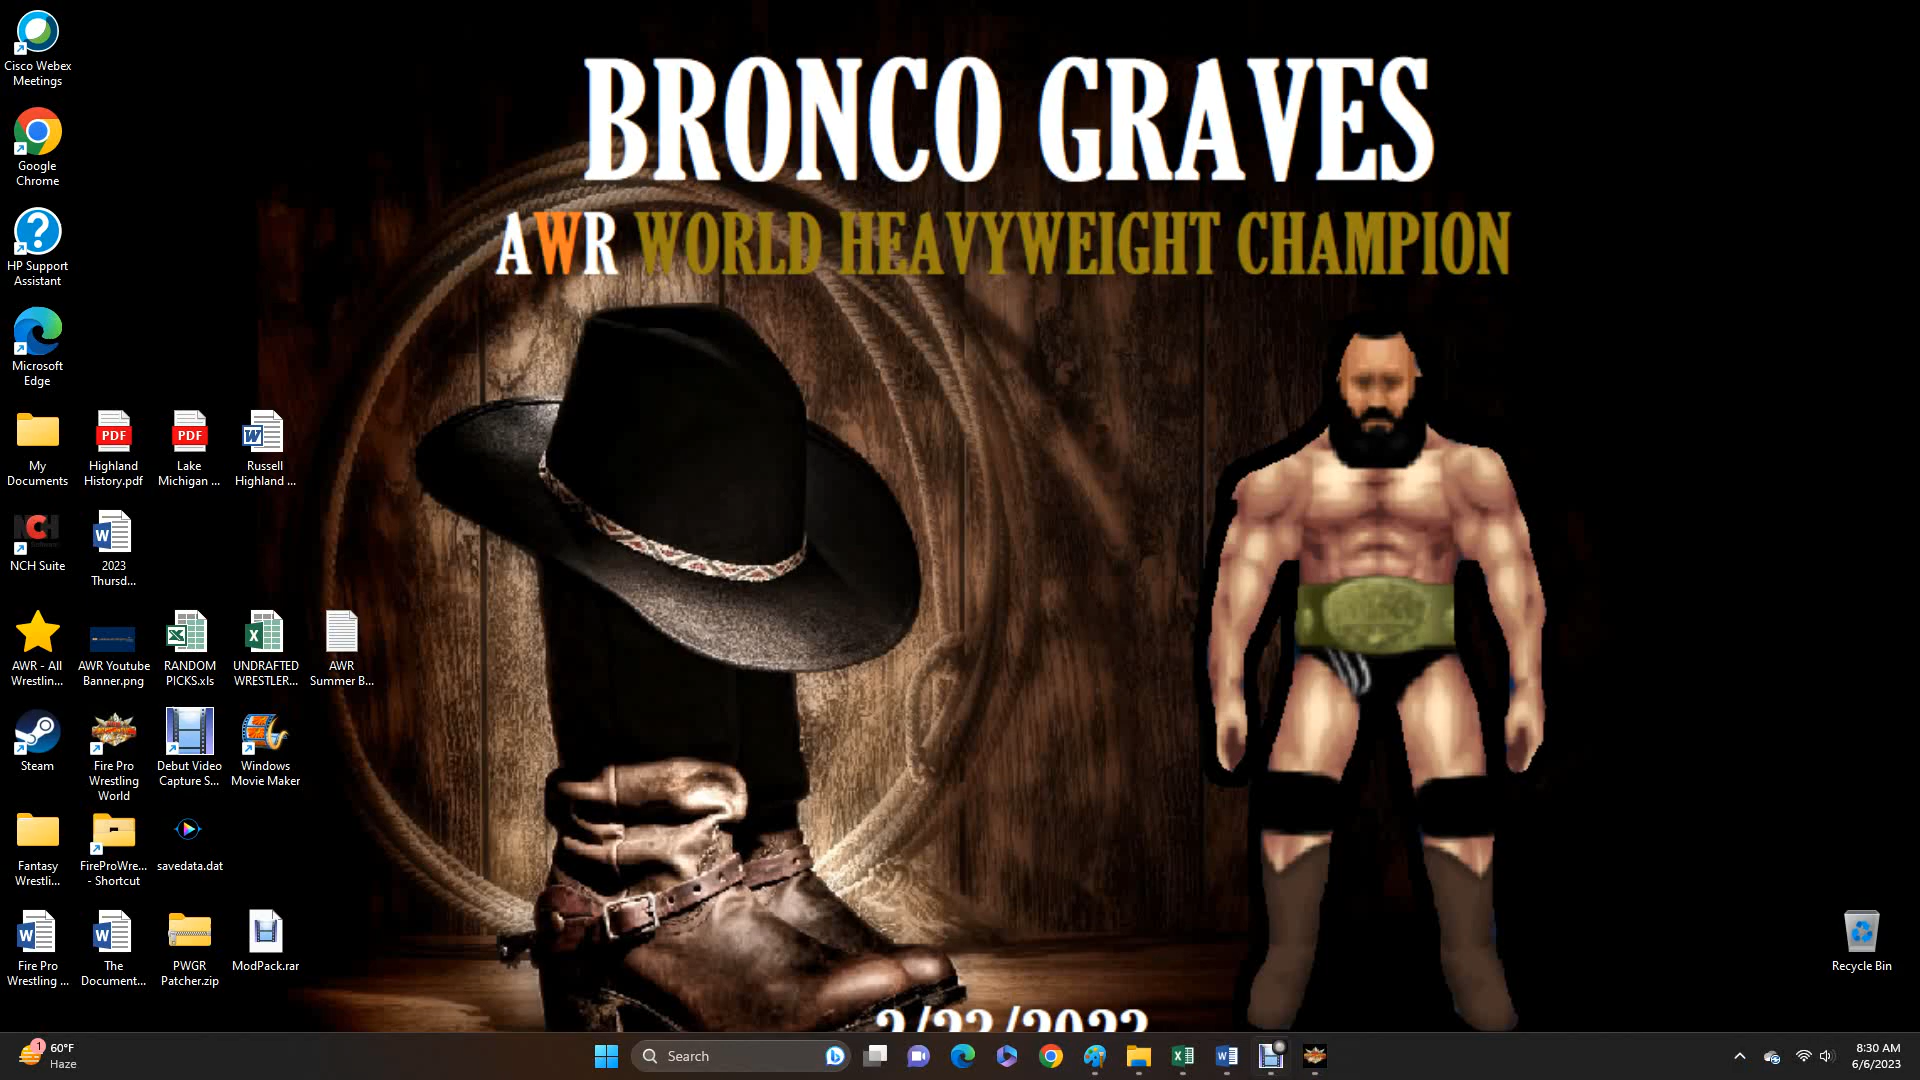 BRONCO GRAVES
AWR WORLD HEAVYWEIGHT CHAMPION
Cisco Webex
Meetings
Google
Chrome
HP Support
Assistant
Microsoft
Edge
My
Documents
PDF
Highland
History.pdf
PDF
Lake
Michigan ...
Russell
Highland ...
NCH
NCH Suite
2023
Thursd...
AWR - All
Wrestlin...
AWR Youtube
Banner.png
RANDOM
PICKS.xls
UNDRAFTED
WRESTLER...
AWR
Summer B...
Steam
Fire Pro
Wrestling
World
Debut Video
Capture S...
Windows
Movie Maker
Fantasy
Wrestli...
FireProWre...
- Shortcut
savedata.dat
Fire Pro
Wrestling ...
The
Document...
PWGR
Patcher.zip
ModPack.rar
Recycle Bin
1
60°F
Haze
Search
8:30 AM
6/6/2023